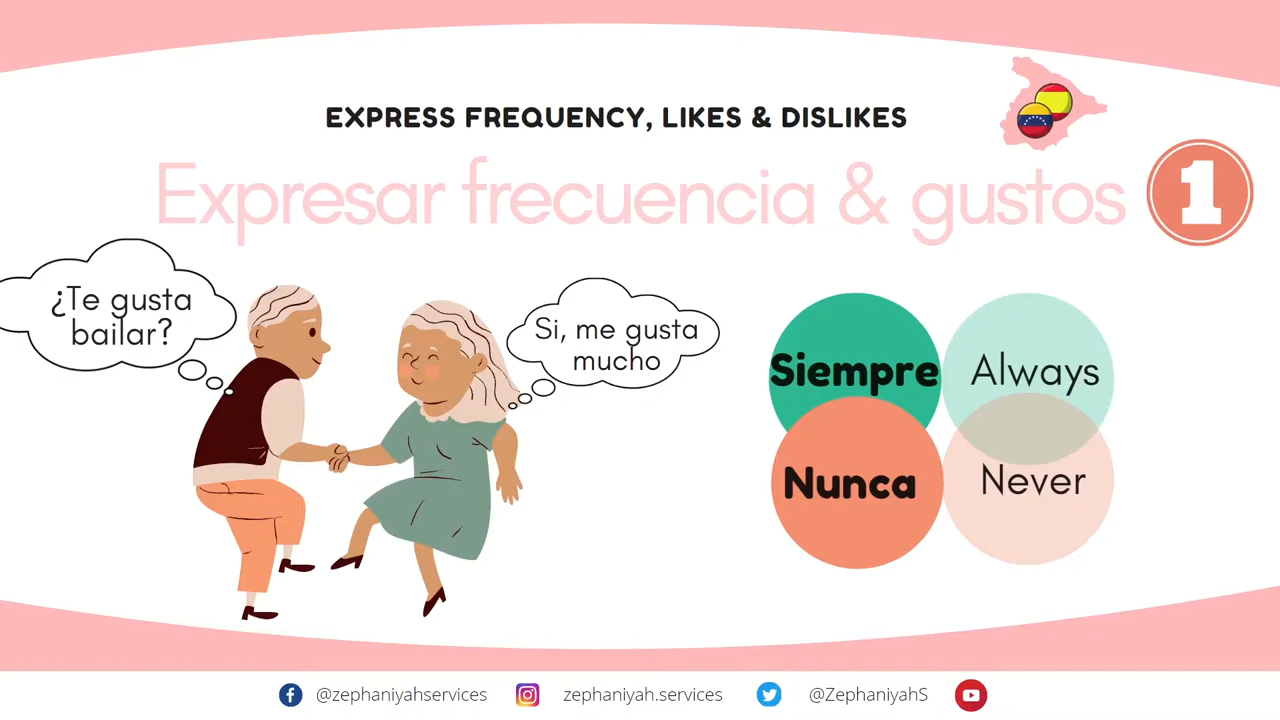 EXPRESS FREQUENCY, LIKES & DISLIKES
Expresar frecuencia & gustos
1
¿Te gusta
bailar?
Si, me gusta
mucho
Siempre
Always
Nunca
Never
@zephaniyahservices
zephaniyah.services
@ZephaniyahS